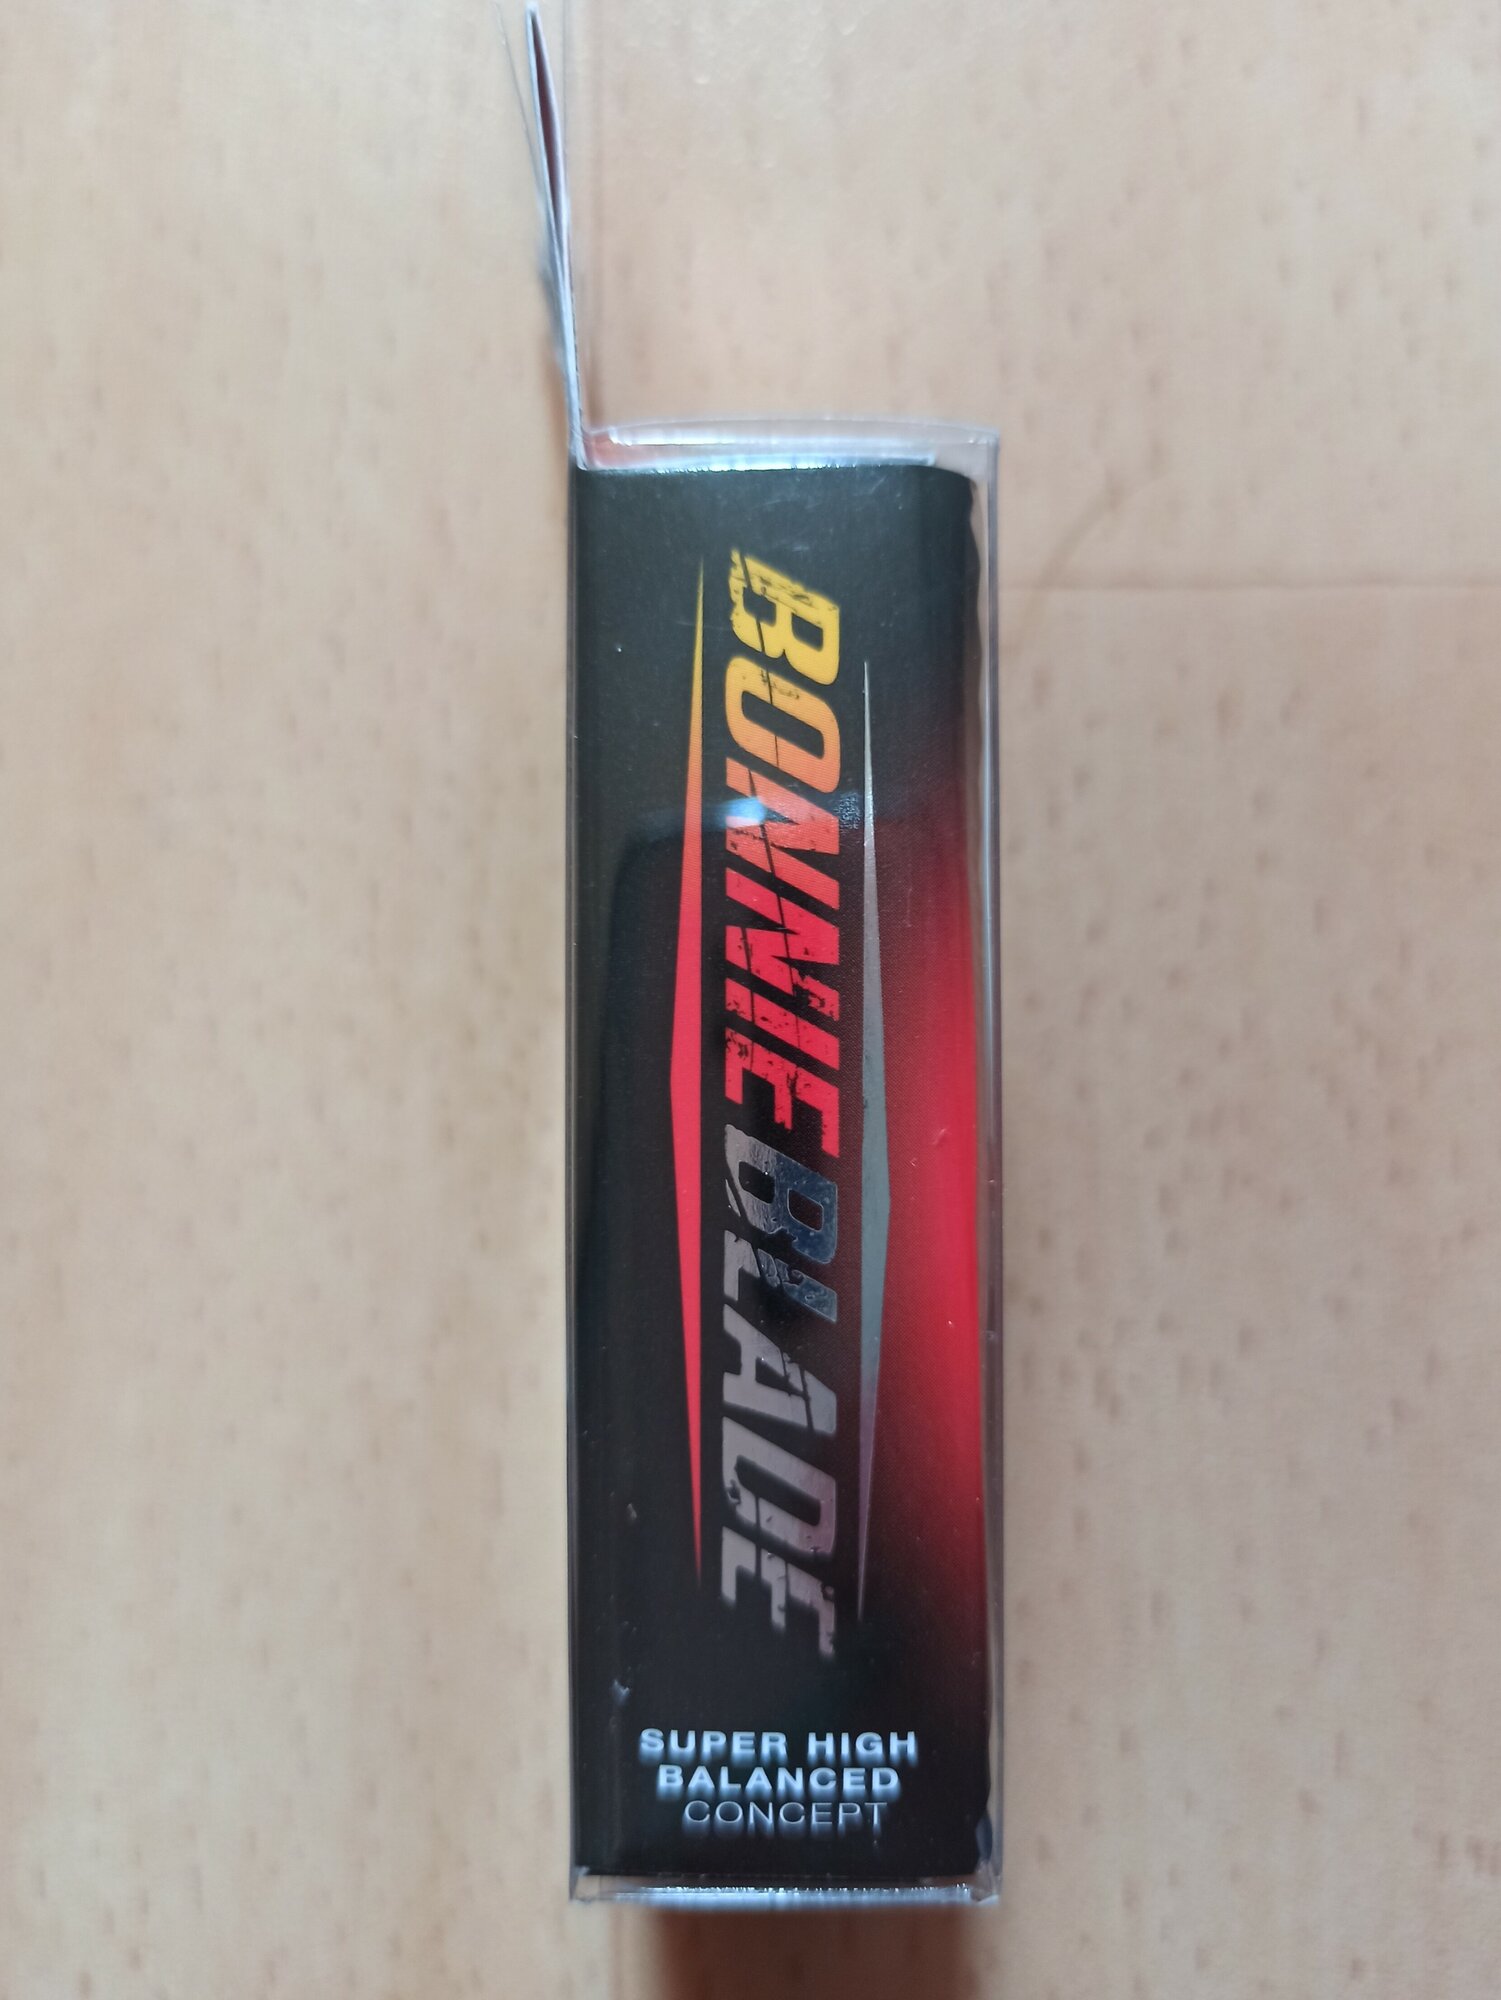 BONNIE BLADE
SUPER HIGH
BALANCED
CONCEPT